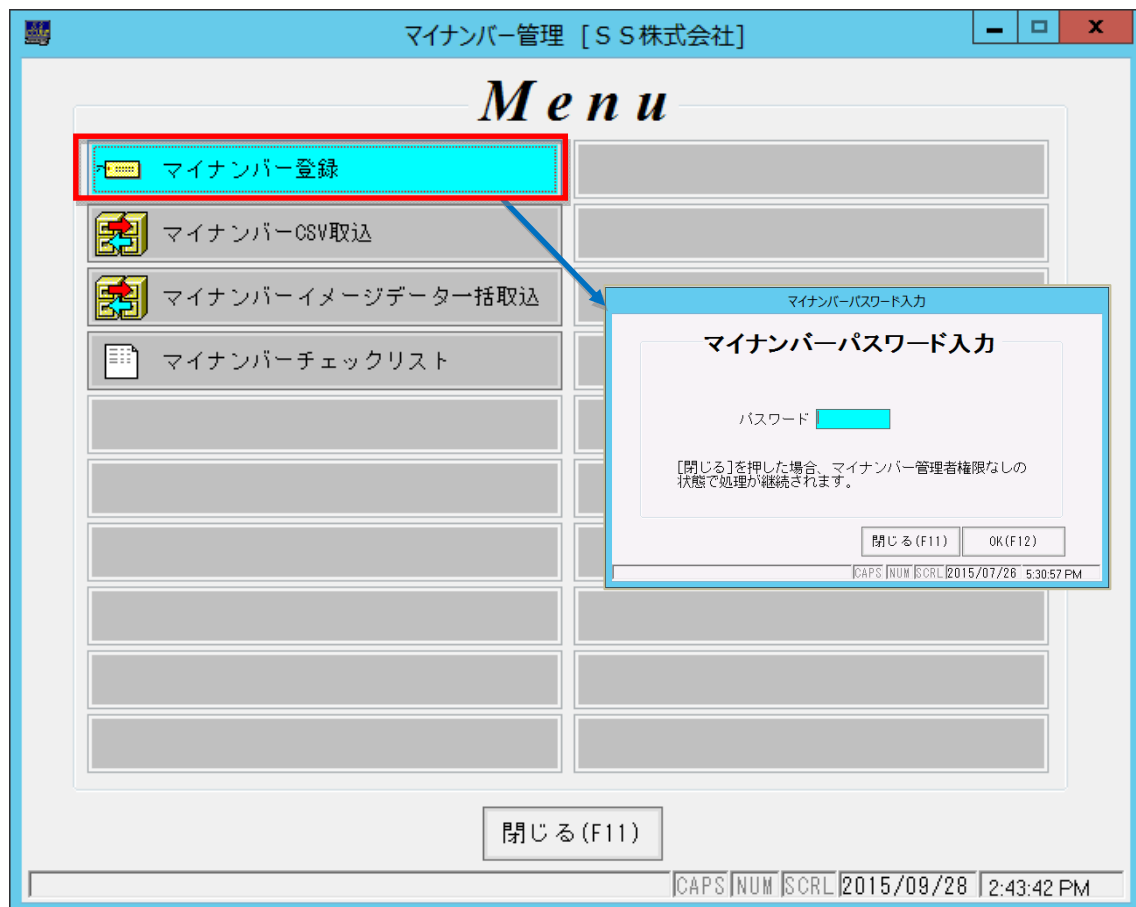 マイナンバー管理 [ＳＳ株式会社]
Menu
マイナンバー登録
マイナンバーCSV取込
マイナンバーイメージデーター括取込
マイナンバーチェックリスト
マイナンバーパスワード入力
マイナンバーパスワード入力
パスワード
[閉じる]を押した場合、マイナンバー管理者権限なしの
状態で処理が継続されます。
閉じる(F11) OK(F12)
CAPS NUM SCRL 2015/07/26 5:30:57 PM
閉じる(F11)
CAPS NUM SCRL 2015/09/28 2:43:42 PM